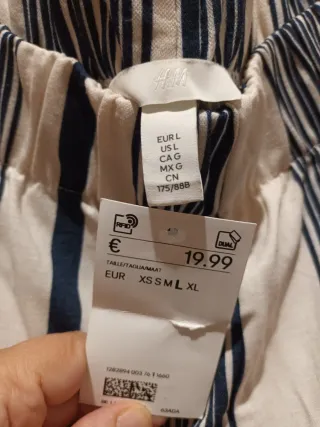 H&M
EUR L
US L
CA G
MX G
CN
175/88B
RFID
DUAL
€ 19.99
TAILLE/TAGLIA/MAAT
EUR XS S M L XL